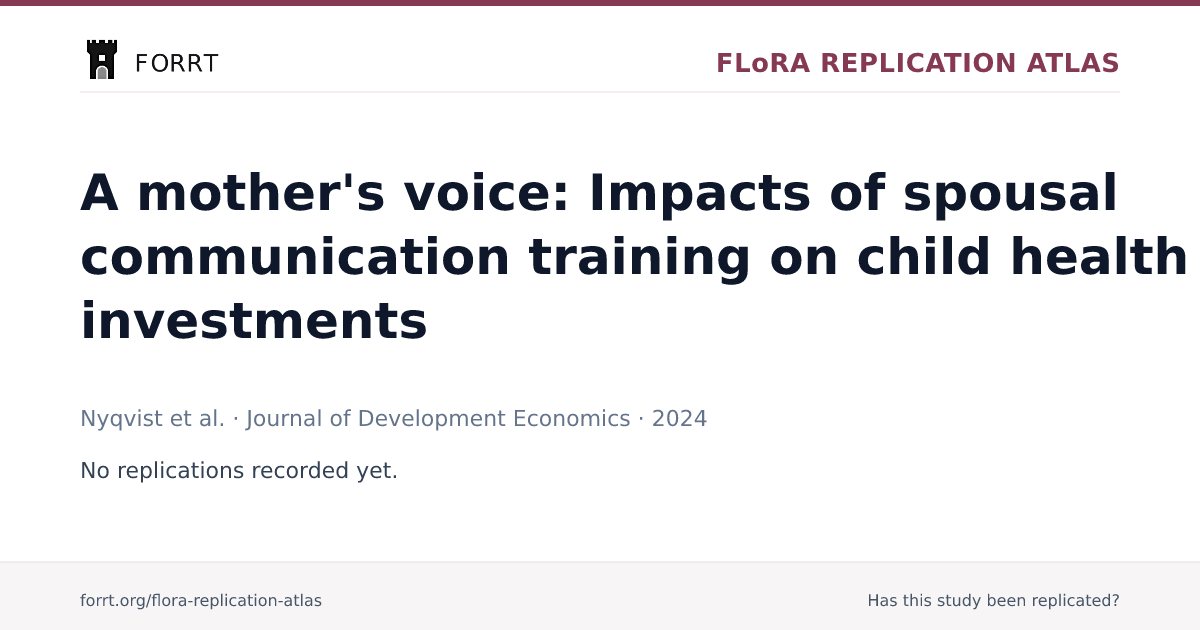 FORRT
FLoRA REPLICATION ATLAS
A mother's voice: Impacts of spousal
communication training on child health
investments
Nyqvist et al. · Journal of Development Economics · 2024
No replications recorded yet.
forrt.org/flora-replication-atlas
Has this study been replicated?